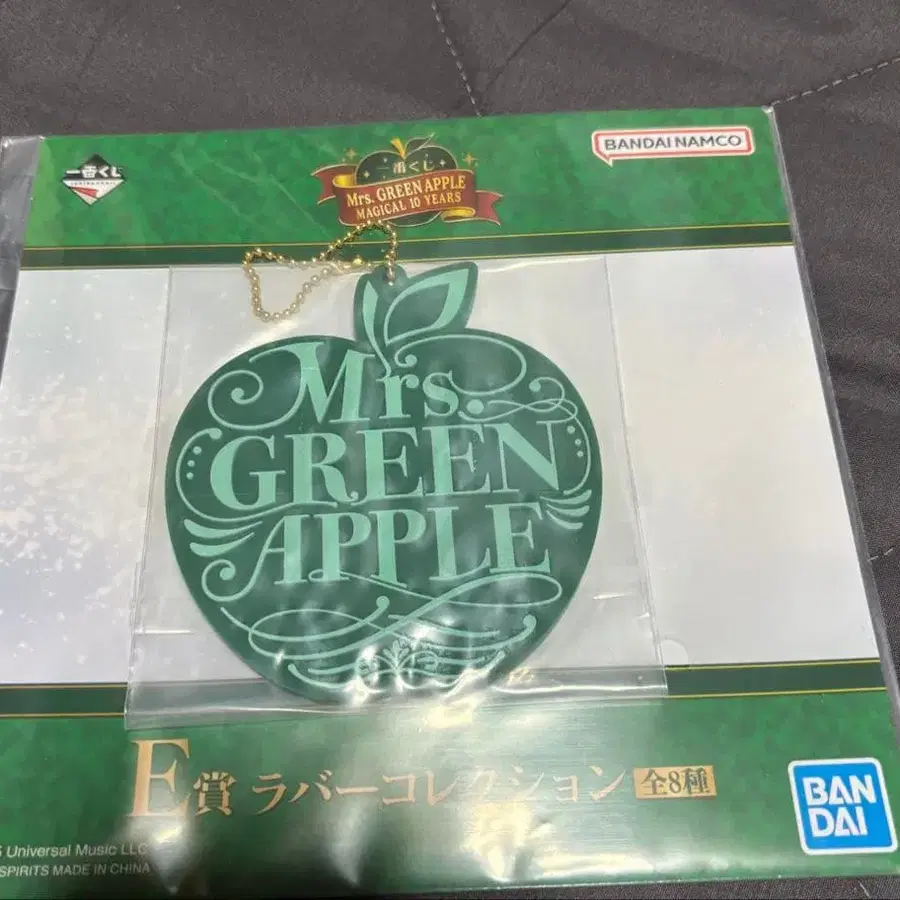 一番くじ
一番くじ
Mrs. GREEN APPLE
MAGICAL 10 YEARS
BANDAI NAMCO
Mrs.
GREEN
APPLE
E賞 ラバーコレクション 全8種
BAN
DAI
Universal Music LLC
SPIRITS MADE IN CHINA